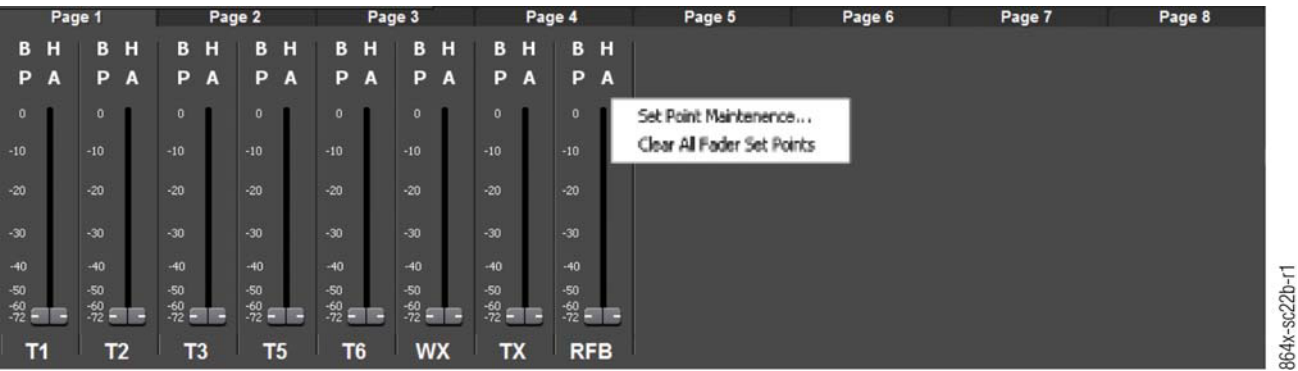 Page 1 Page 2 Page 3 Page 4 Page 5 Page 6 Page 7 Page 8
B H B H B H B H B H B H B H B H
P A P A P A P A P A P A P A P A
0 0 0 0 0 0 0 0
Set Point Maintenence...
Clear All Fader Set Points
-10 -10 -10 -10 -10 -10 -10 -10
-20 -20 -20 -20 -20 -20 -20 -20
-30 -30 -30 -30 -30 -30 -30 -30
-40 -40 -40 -40 -40 -40 -40 -40
-50 -50 -50 -50 -50 -50 -50 -50
-60 -60 -60 -60 -60 -60 -60 -60
-72 -72 -72 -72 -72 -72 -72 -72
T1 T2 T3 T5 T6 WX TX RFB
864x-sc22b-r1